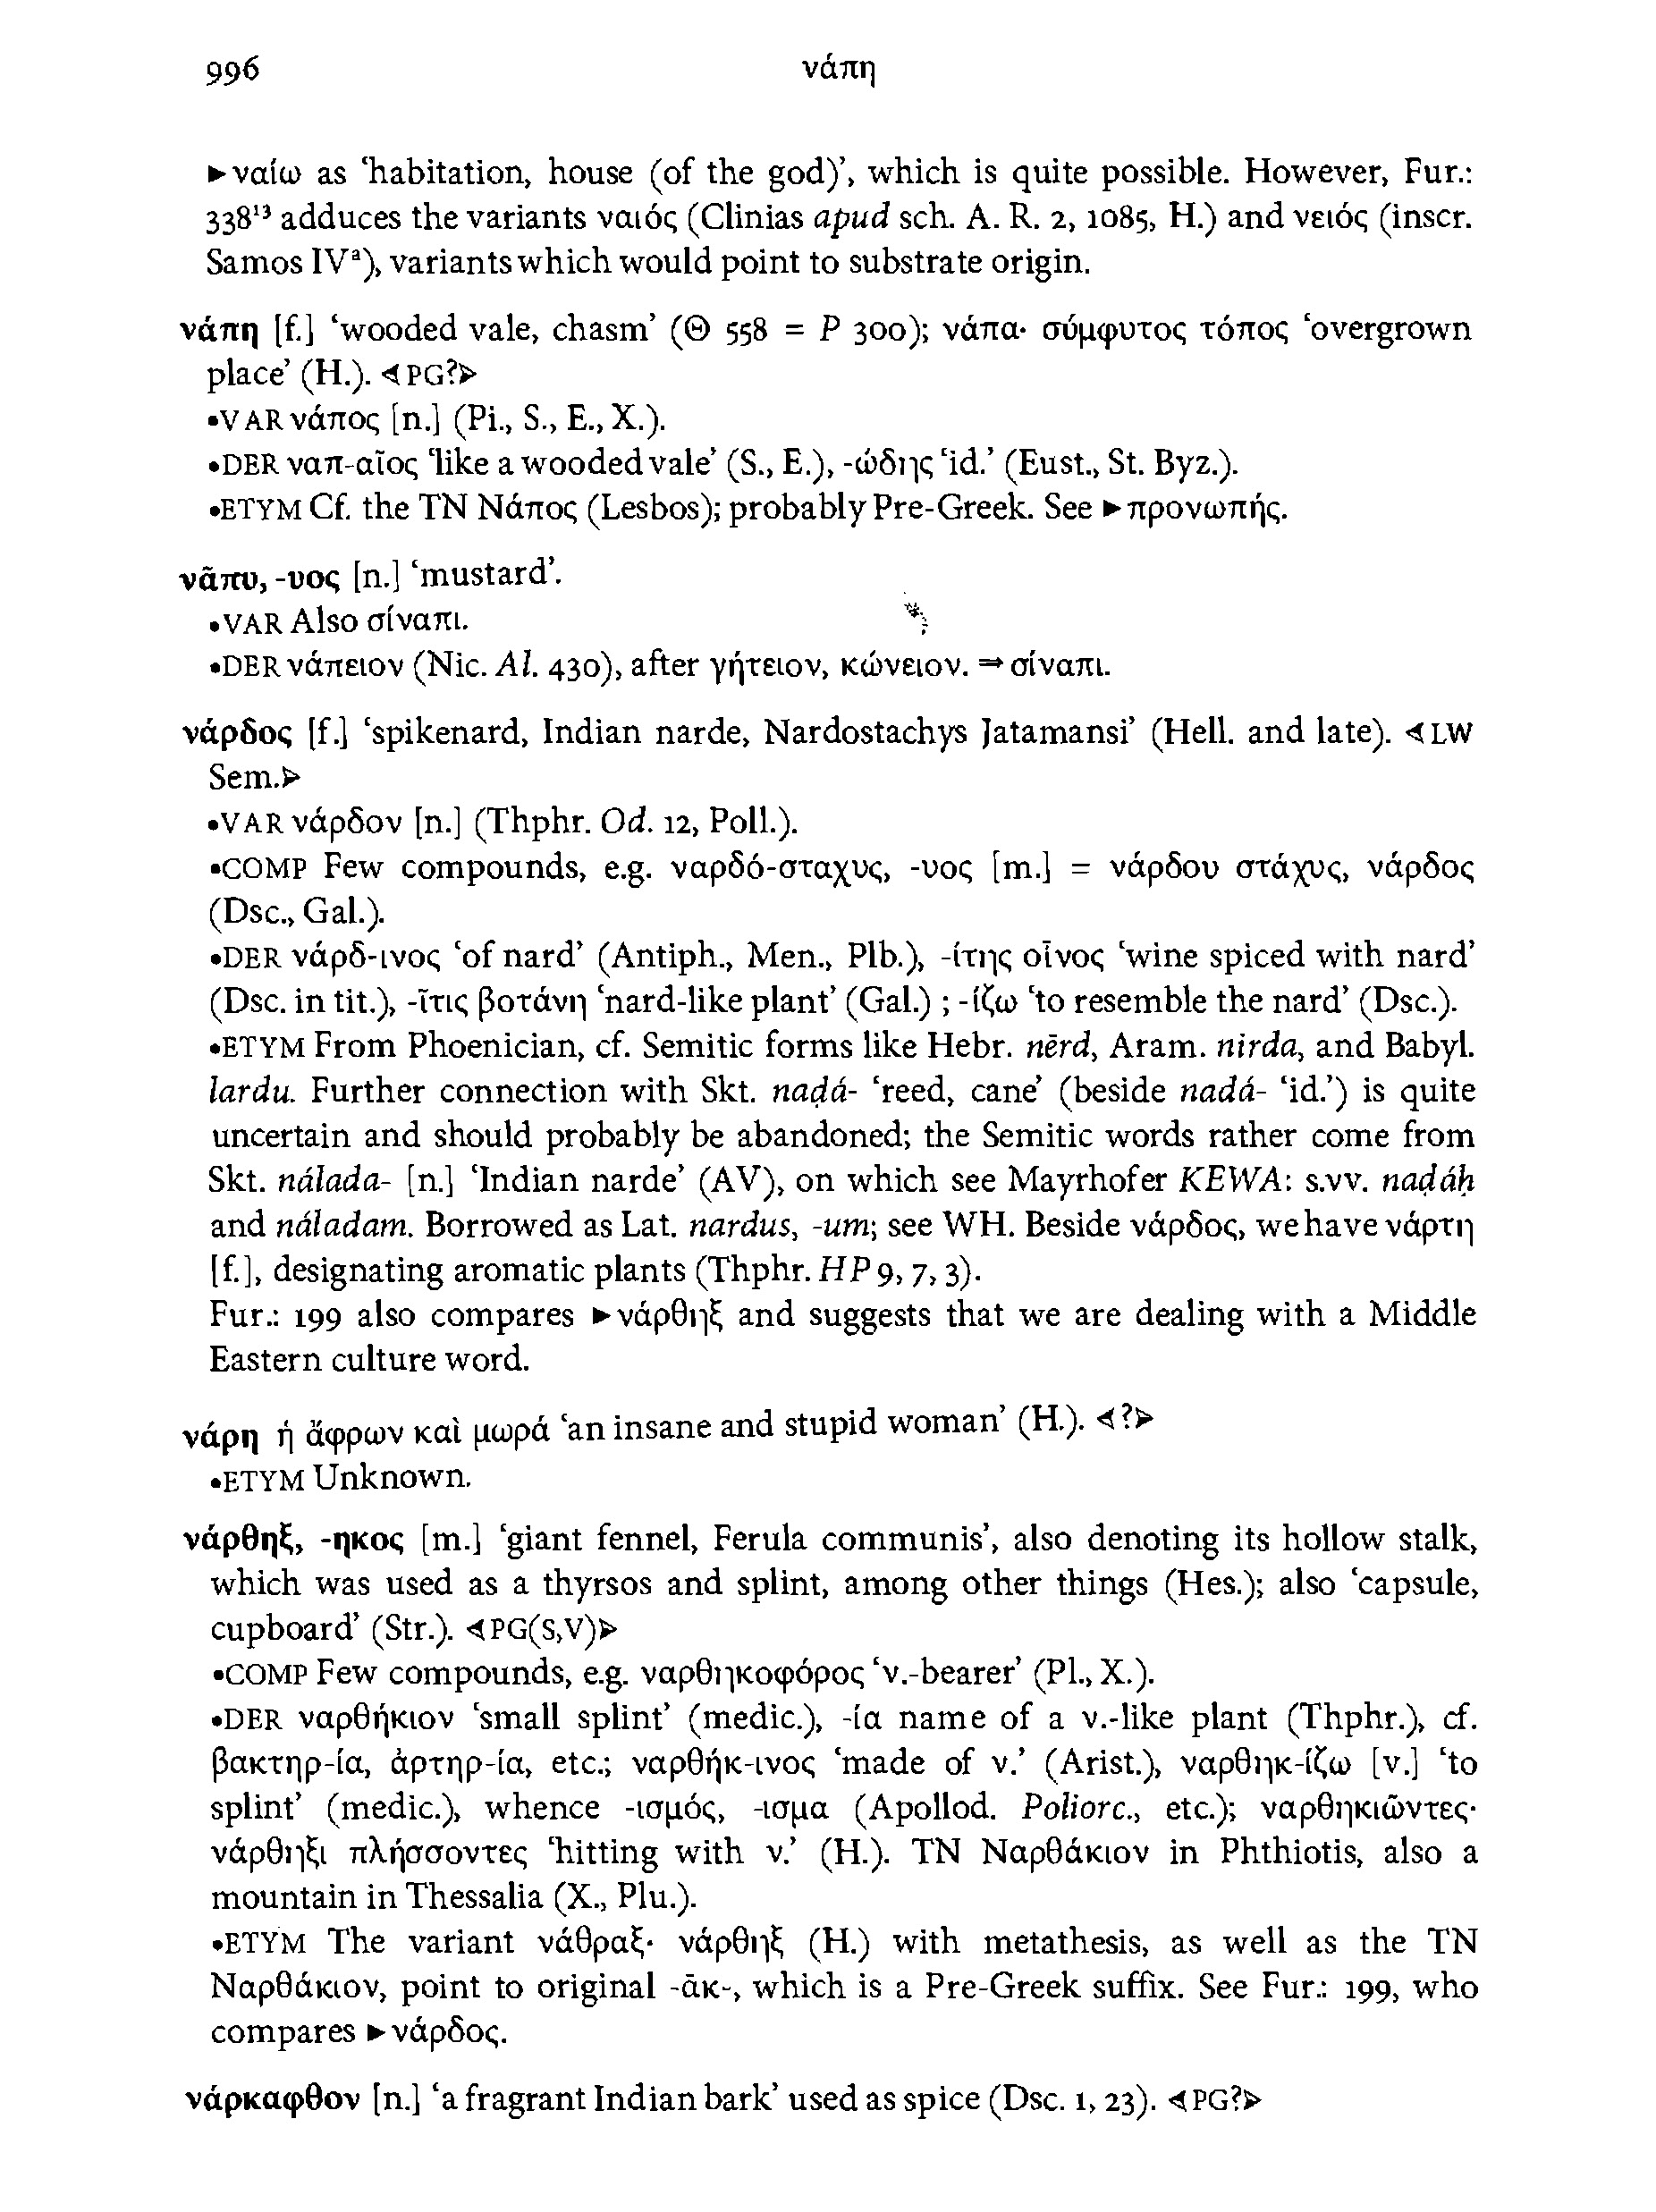 996 νάπη
►ναίω as ‘habitation, house (of the god)’, which is quite possible. However, Fur.:
338¹³ adduces the variants ναιός (Clinias apud sch. A. R. 2, 1085, H.) and νειός (inscr.
Samos IVᵃ), variants which would point to substrate origin.
νάπη [f.] ‘wooded vale, chasm’ (Θ 558 = P 300); νάπα· σύμφυτος τόπος ‘overgrown
place’ (H.). ⊲PG?⊳
•VAR νάπος [n.] (Pi., S., E., X.).
•DER ναπ-αῖος ‘like a wooded vale’ (S., E.), -ώδης ‘id.’ (Eust., St. Byz.).
•ETYM Cf. the TN Νάπος (Lesbos); probably Pre-Greek. See ►προνωπής.
νᾶπυ, -υος [n.] ‘mustard’.
•VAR Also σίναπι.
•DER νάπειον (Nic. Al. 430), after γήτειον, κώνειον. ⇒σίναπι.
νάρδος [f.] ‘spikenard, Indian narde, Nardostachys Jatamansi’ (Hell. and late). ⊲LW
Sem.⊳
•VAR νάρδον [n.] (Thphr. Od. 12, Poll.).
•COMP Few compounds, e.g. ναρδό-σταχυς, -υος [m.] = νάρδου στάχυς, νάρδος
(Dsc., Gal.).
•DER νάρδ-ινος ‘of nard’ (Antiph., Men., Plb.), -ίτης οἶνος ‘wine spiced with nard’
(Dsc. in tit.), -ῖτις βοτάνη ‘nard-like plant’ (Gal.) ; -ίζω ‘to resemble the nard’ (Dsc.).
•ETYM From Phoenician, cf. Semitic forms like Hebr. nērd, Aram. nirda, and Babyl.
lardu. Further connection with Skt. naḍá- ‘reed, cane’ (beside nadá- ‘id.’) is quite
uncertain and should probably be abandoned; the Semitic words rather come from
Skt. nálada- [n.] ‘Indian narde’ (AV), on which see Mayrhofer KEWA: s.vv. naḍáḥ
and náladam. Borrowed as Lat. nardus, -um; see WH. Beside νάρδος, we have νάρτη
[f.], designating aromatic plants (Thphr. HP 9, 7, 3).
Fur.: 199 also compares ►νάρθηξ and suggests that we are dealing with a Middle
Eastern culture word.
νάρη ἡ ἄφρων καὶ μωρά ‘an insane and stupid woman’ (H.). ⊲?⊳
•ETYM Unknown.
νάρθηξ, -ηκος [m.] ‘giant fennel, Ferula communis’, also denoting its hollow stalk,
which was used as a thyrsos and splint, among other things (Hes.); also ‘capsule,
cupboard’ (Str.). ⊲PG(S,V)⊳
•COMP Few compounds, e.g. ναρθηκοφόρος ‘ν.-bearer’ (Pl., X.).
•DER ναρθήκιον ‘small splint’ (medic.), -ία name of a ν.-like plant (Thphr.), cf.
βακτηρ-ία, ἀρτηρ-ία, etc.; ναρθήκ-ινος ‘made of ν.’ (Arist.), ναρθηκ-ίζω [v.] ‘to
splint’ (medic.), whence -ισμός, -ισμα (Apollod. Poliorc., etc.); ναρθηκιῶντες·
νάρθηξι πλήσσοντες ‘hitting with ν.’ (H.). TN Ναρθάκιον in Phthiotis, also a
mountain in Thessalia (X., Plu.).
•ETYM The variant νάθραξ· νάρθηξ (H.) with metathesis, as well as the TN
Ναρθάκιον, point to original -ᾱκ-, which is a Pre-Greek suffix. See Fur.: 199, who
compares ►νάρδος.
νάρκαφθον [n.] ‘a fragrant Indian bark’ used as spice (Dsc. 1, 23). ⊲PG?⊳